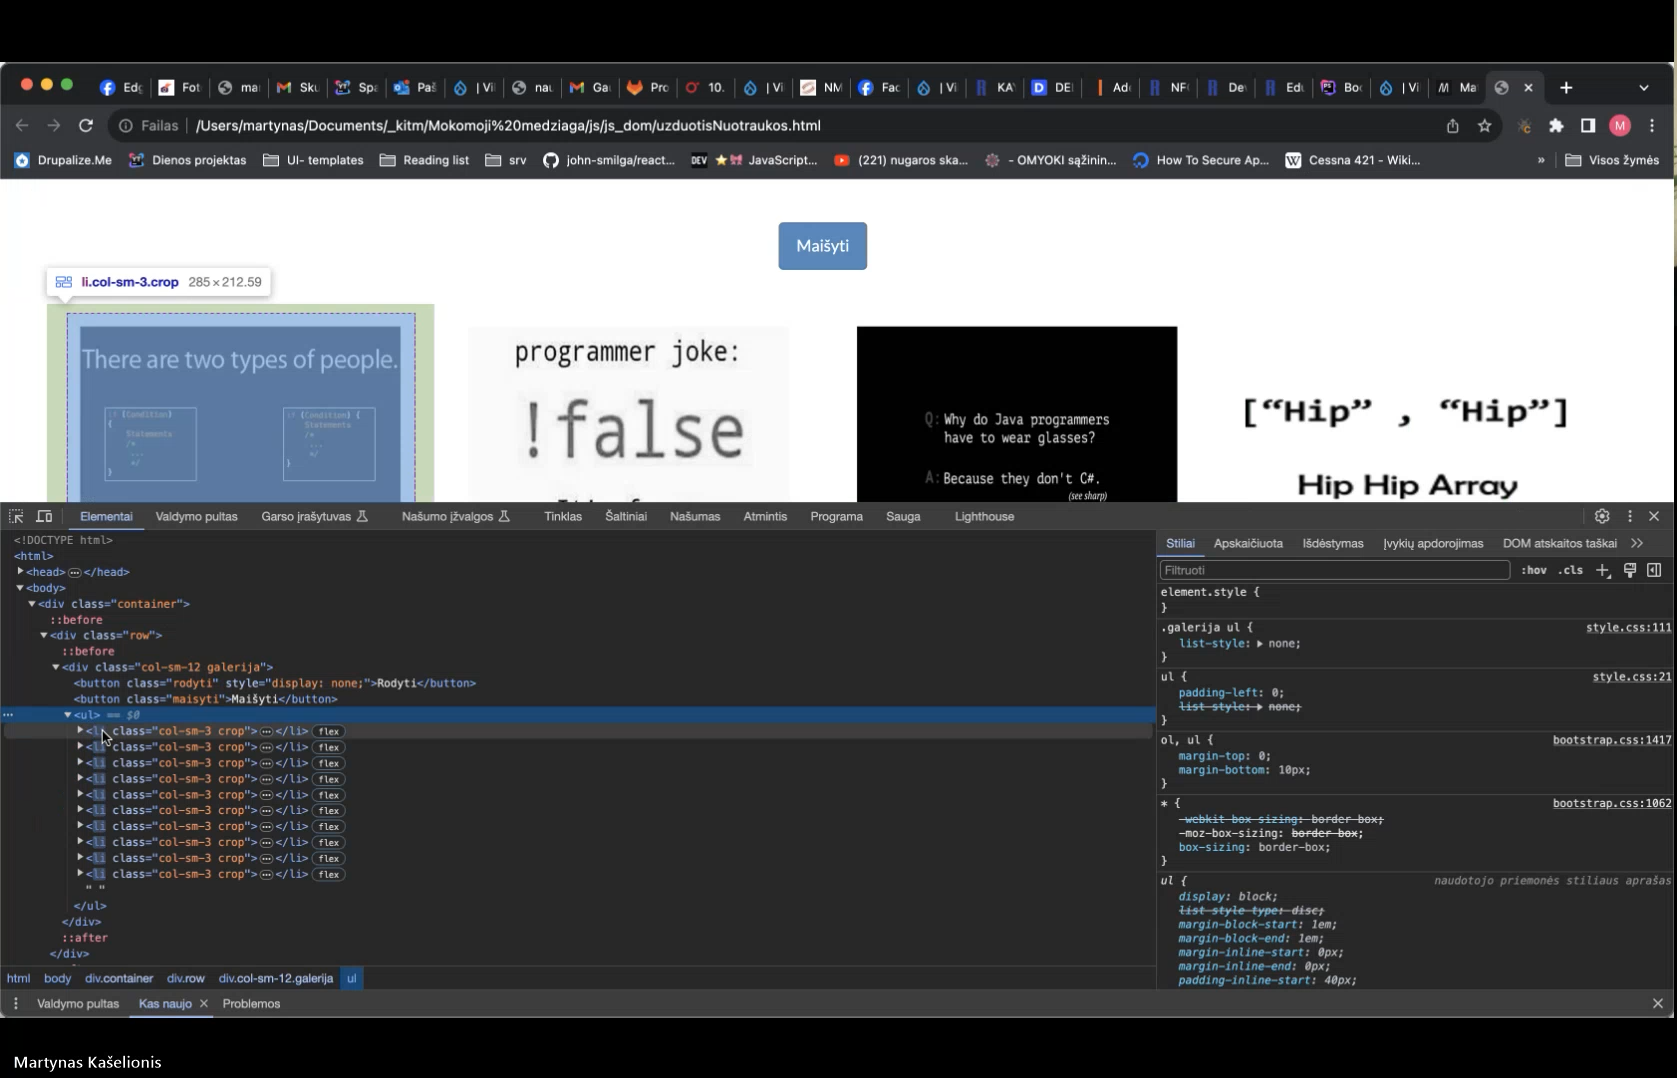 Edg
Fot
mar
Sku
Spa
Paš
| Vil
nau
Gau
Pro
10.
| Vil
NM
Fac
| Vil
KAY
DE
Ad
NF
De
Edu
Boo
| Vil
Ma
Failas | /Users/martynas/Documents/_kitm/Mokomoji%20medziaga/js/js_dom/uzduotisNuotraukos.html
M
Drupalize.Me
Dienos projektas
UI- templates
Reading list
srv
john-smilga/react...
DEV
JavaScript...
(221) nugaros ska...
- OMYOKI sąžinin...
How To Secure Ap...
W Cessna 421 - Wiki...
»
Visos žymės
Maišyti
li.col-sm-3.crop 285 × 212.59
There are two types of people.
if (Condition)
{
Statements
/*
...
*/
}
if (Condition) {
Statements
/*
...
*/
}
programmer joke:
!false
Q: Why do Java programmers
have to wear glasses?
A: Because they don't C#.
(see sharp)
["Hip" , "Hip"]
Hip Hip Array
Elementai Valdymo pultas Garso įrašytuvas Našumo įžvalgos Tinklas Šaltiniai Našumas Atmintis Programa Sauga Lighthouse
<!DOCTYPE html>
<html>
<head>…</head>
<body>
<div class="container">
::before
<div class="row">
::before
<div class="col-sm-12 galerija">
<button class="rodyti" style="display: none;">Rodyti</button>
<button class="maisyti">Maišyti</button>
… <ul> == $0
<li class="col-sm-3 crop">…</li> flex
<li class="col-sm-3 crop">…</li> flex
<li class="col-sm-3 crop">…</li> flex
<li class="col-sm-3 crop">…</li> flex
<li class="col-sm-3 crop">…</li> flex
<li class="col-sm-3 crop">…</li> flex
<li class="col-sm-3 crop">…</li> flex
<li class="col-sm-3 crop">…</li> flex
<li class="col-sm-3 crop">…</li> flex
<li class="col-sm-3 crop">…</li> flex
" "
</ul>
</div>
::after
</div>
html body div.container div.row div.col-sm-12.galerija ul
Stiliai Apskaičiuota Išdėstymas Įvykių apdorojimas DOM atskaitos taškai
Filtruoti :hov .cls
element.style {
}
.galerija ul { style.css:111
list-style: none;
}
ul { style.css:21
padding-left: 0;
list-style: none;
}
ol, ul { bootstrap.css:1417
margin-top: 0;
margin-bottom: 10px;
}
* { bootstrap.css:1062
-webkit-box-sizing: border-box;
-moz-box-sizing: border-box;
box-sizing: border-box;
}
ul { naudotojo priemonės stiliaus aprašas
display: block;
list-style-type: disc;
margin-block-start: 1em;
margin-block-end: 1em;
margin-inline-start: 0px;
margin-inline-end: 0px;
padding-inline-start: 40px;
Valdymo pultas Kas naujo Problemos
Martynas Kašelionis